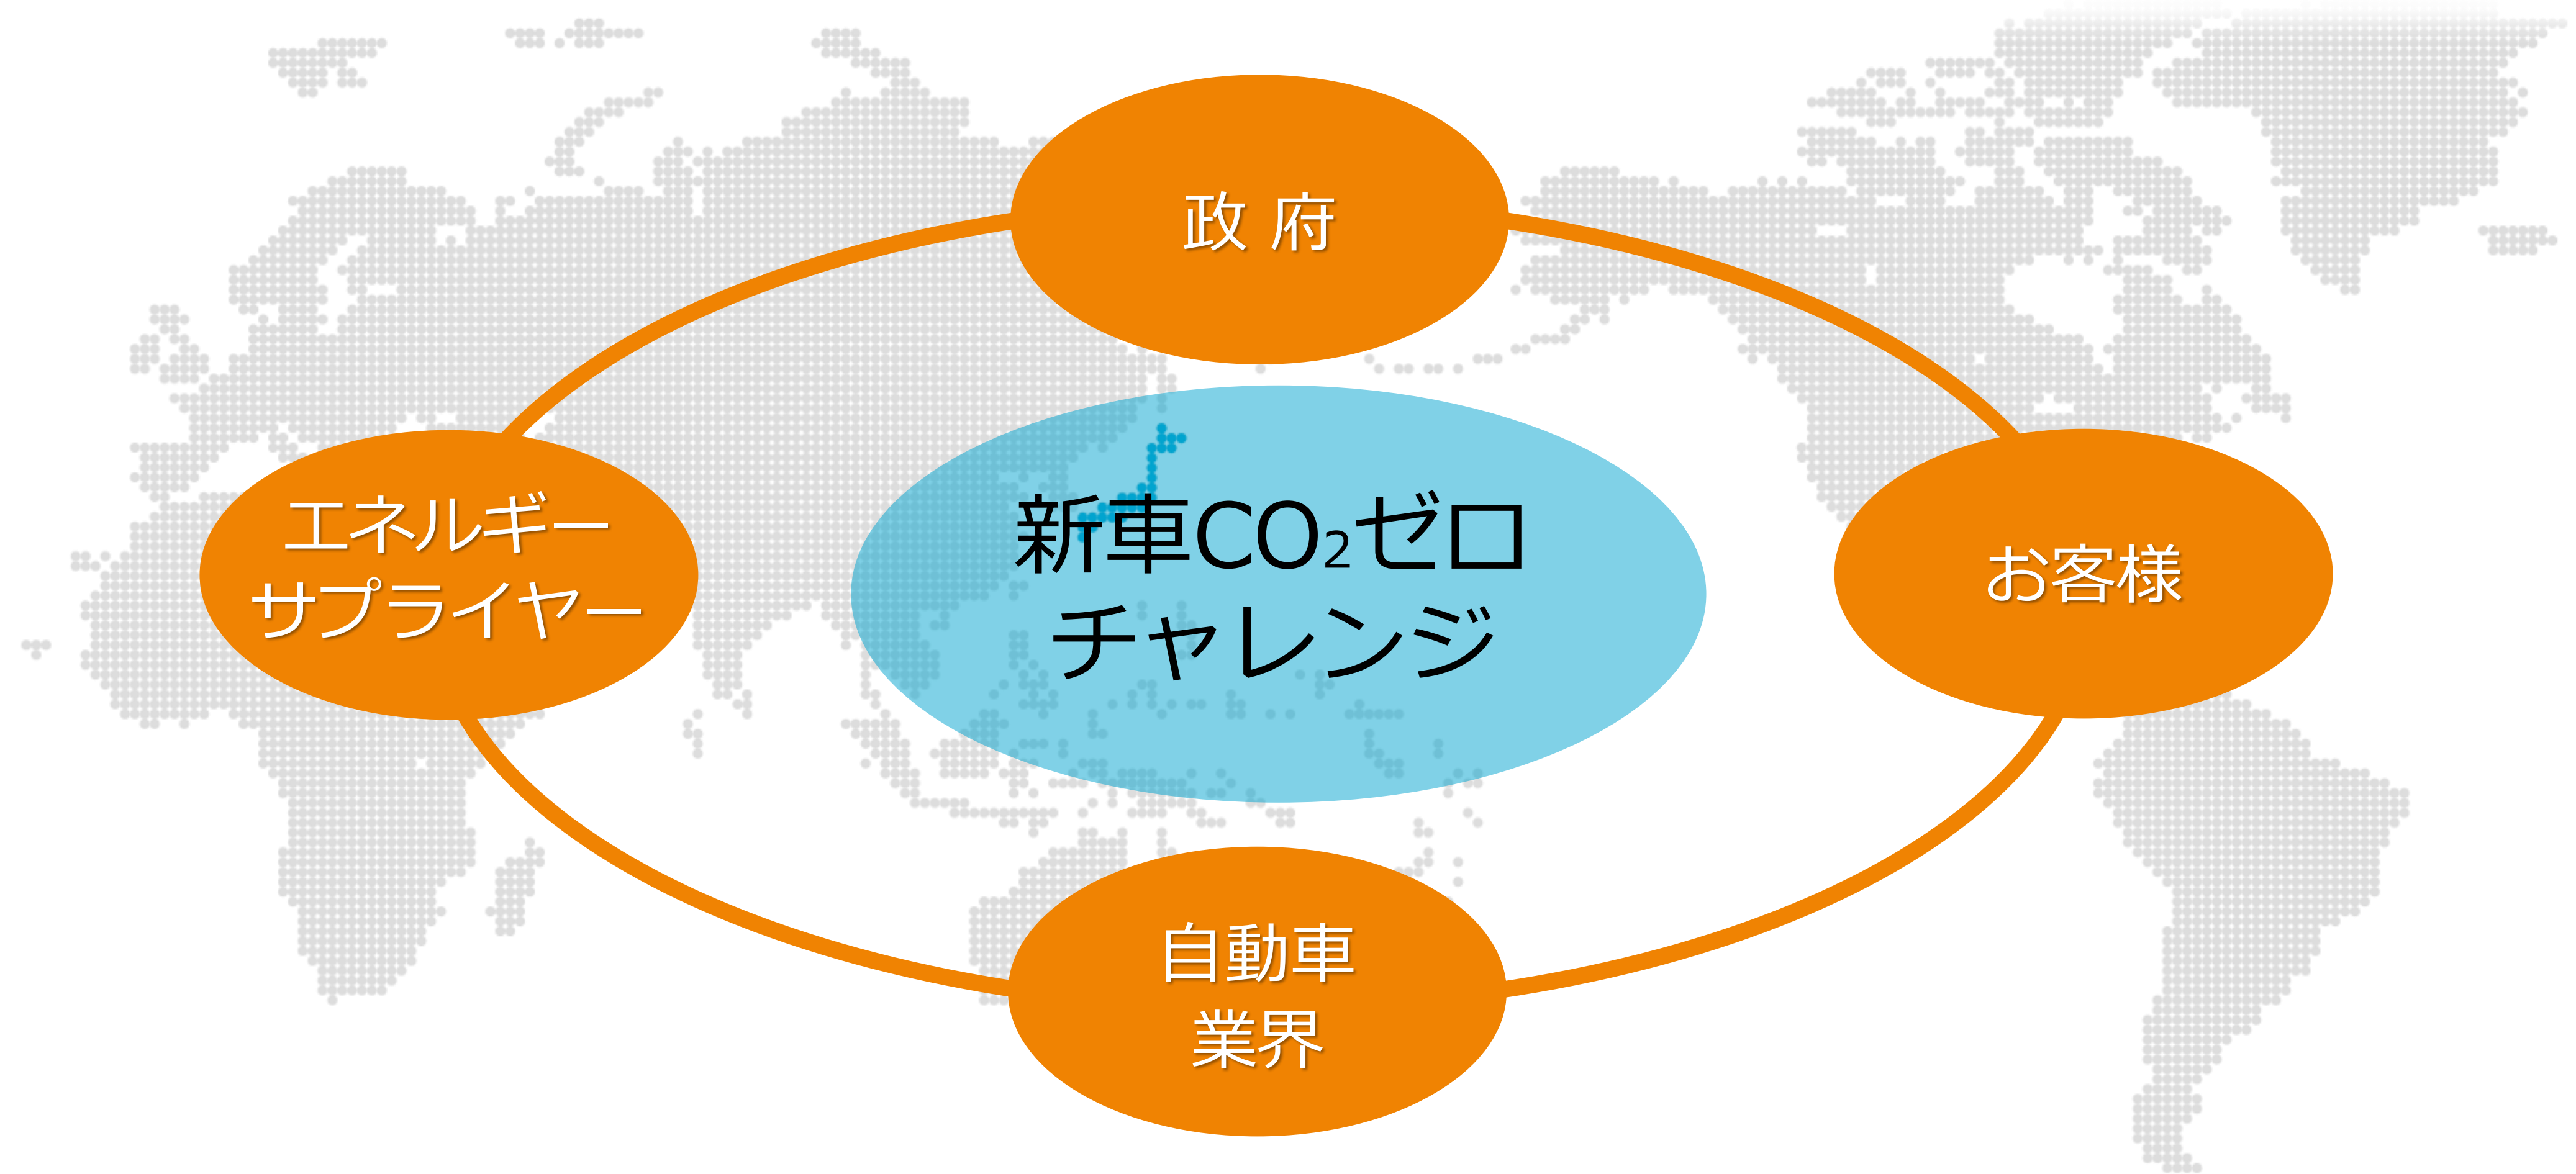 政 府
エネルギー
サプライヤー
新車CO₂ゼロ
チャレンジ
お客様
自動車
業界